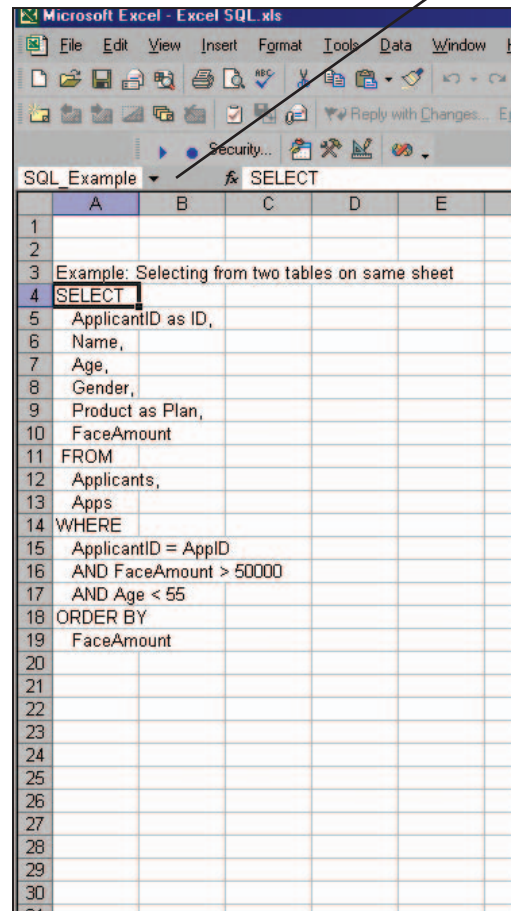 Microsoft Excel - Excel SQL.xls
File Edit View Insert Format Tools Data Window
ABC
Reply with Changes...
Security...
SQL_Example fx SELECT
A B C D E
1
2
3 Example: Selecting from two tables on same sheet
4 SELECT
5 ApplicantID as ID,
6 Name,
7 Age,
8 Gender,
9 Product as Plan,
10 FaceAmount
11 FROM
12 Applicants,
13 Apps
14 WHERE
15 ApplicantID = AppID
16 AND FaceAmount > 50000
17 AND Age < 55
18 ORDER BY
19 FaceAmount
20
21
22
23
24
25
26
27
28
29
30